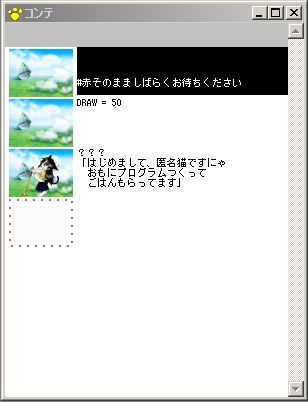 コンテ
#赤そのまましばらくお待ちください
DRAW = 50
？？？
「はじめまして、匿名猫ですにゃ
おもにプログラムつくって
ごはんもらってます」